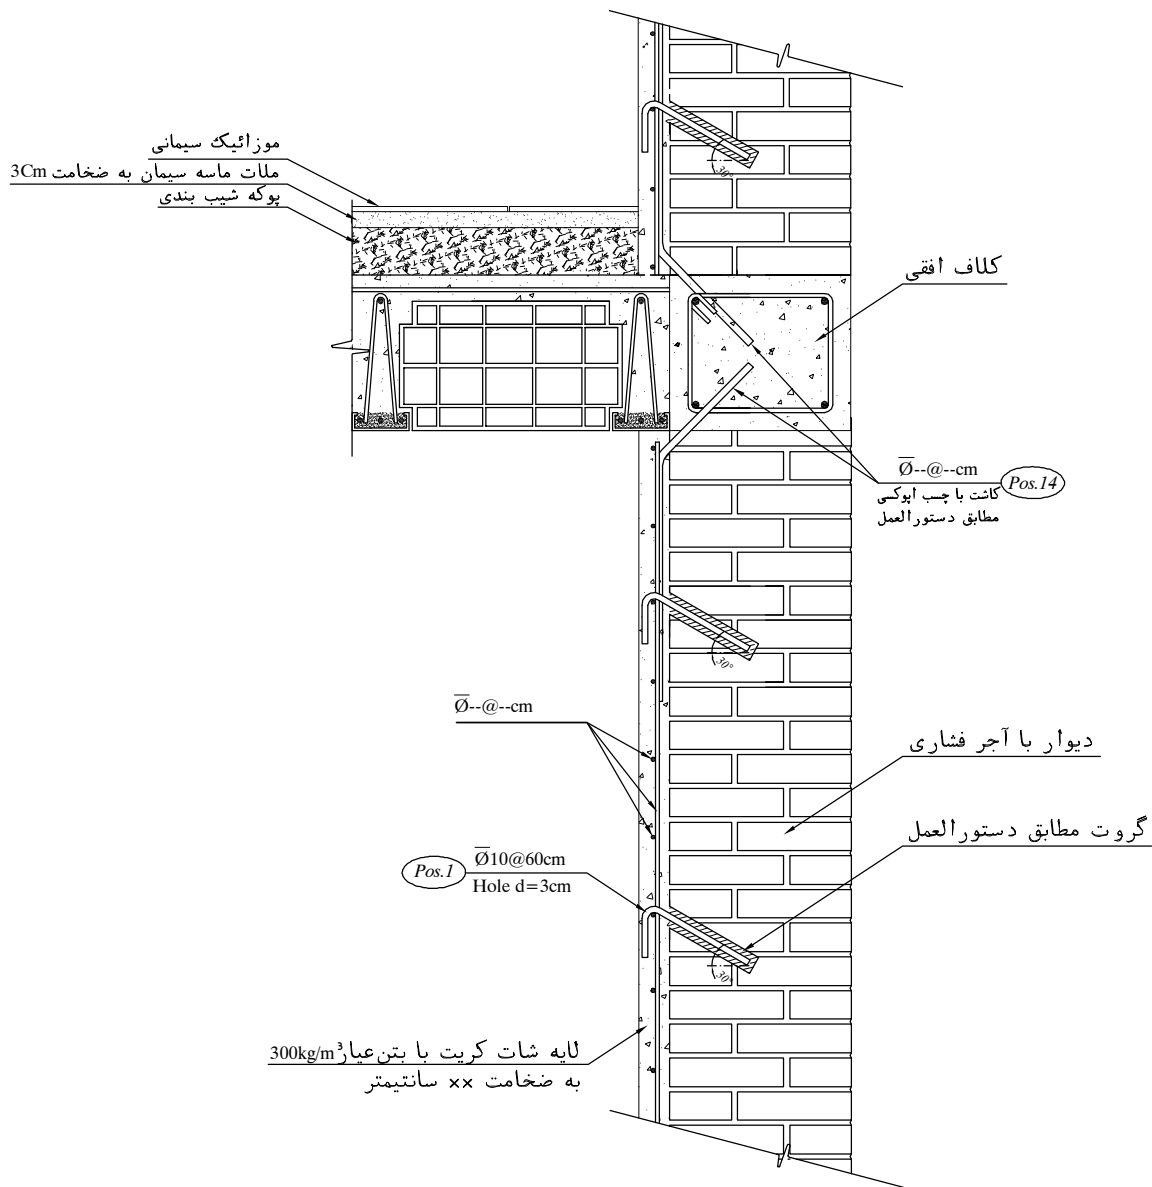 30°
موزائیک سیمانی
ملات ماسه سیمان به ضخامت 3Cm
پوکه شیب بندی
کلاف افقی
Ø--@--cm
Pos.14
کاشت با چسب اپوکسی
مطابق دستورالعمل
30°
Ø--@--cm
دیوار با آجر فشاری
گروت مطابق دستورالعمل
Pos.1
Ø10@60cm
Hole d=3cm
30°
لایه شات کریت با بتن عیار 300kg/m³
به ضخامت ×× سانتیمتر